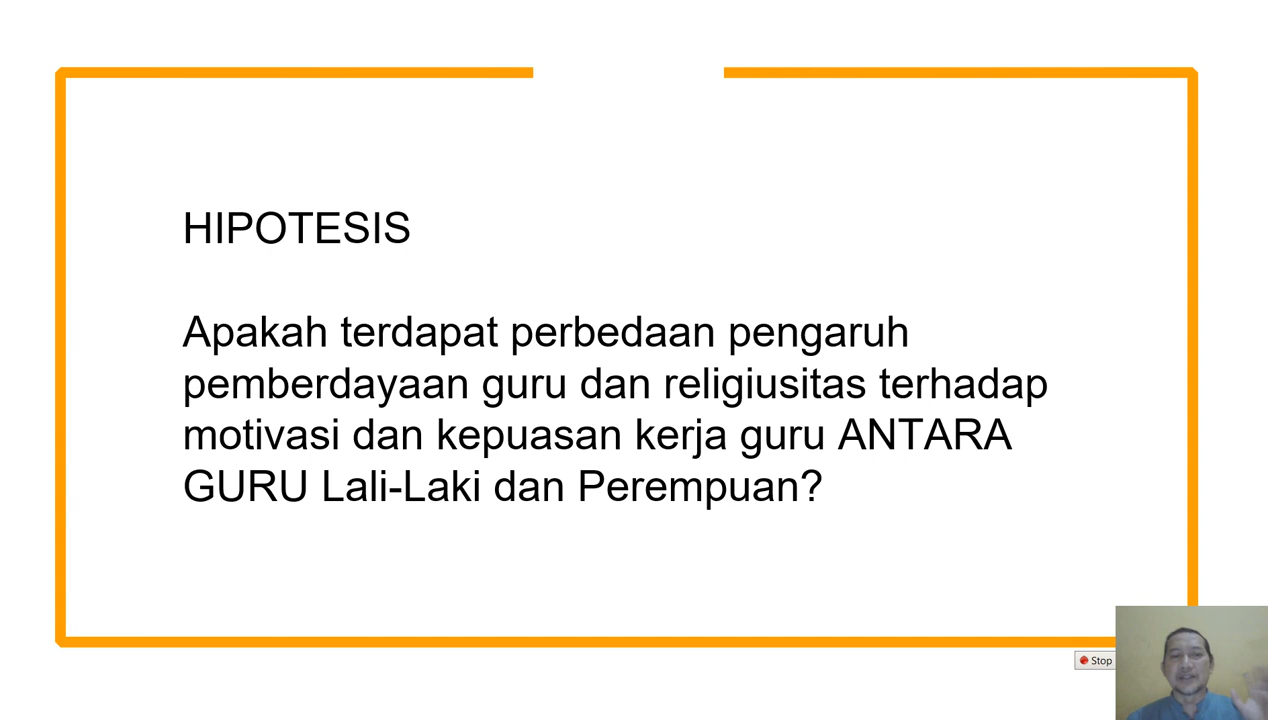 HIPOTESIS
Apakah terdapat perbedaan pengaruh
pemberdayaan guru dan religiusitas terhadap
motivasi dan kepuasan kerja guru ANTARA
GURU Lali-Laki dan Perempuan?
Stop